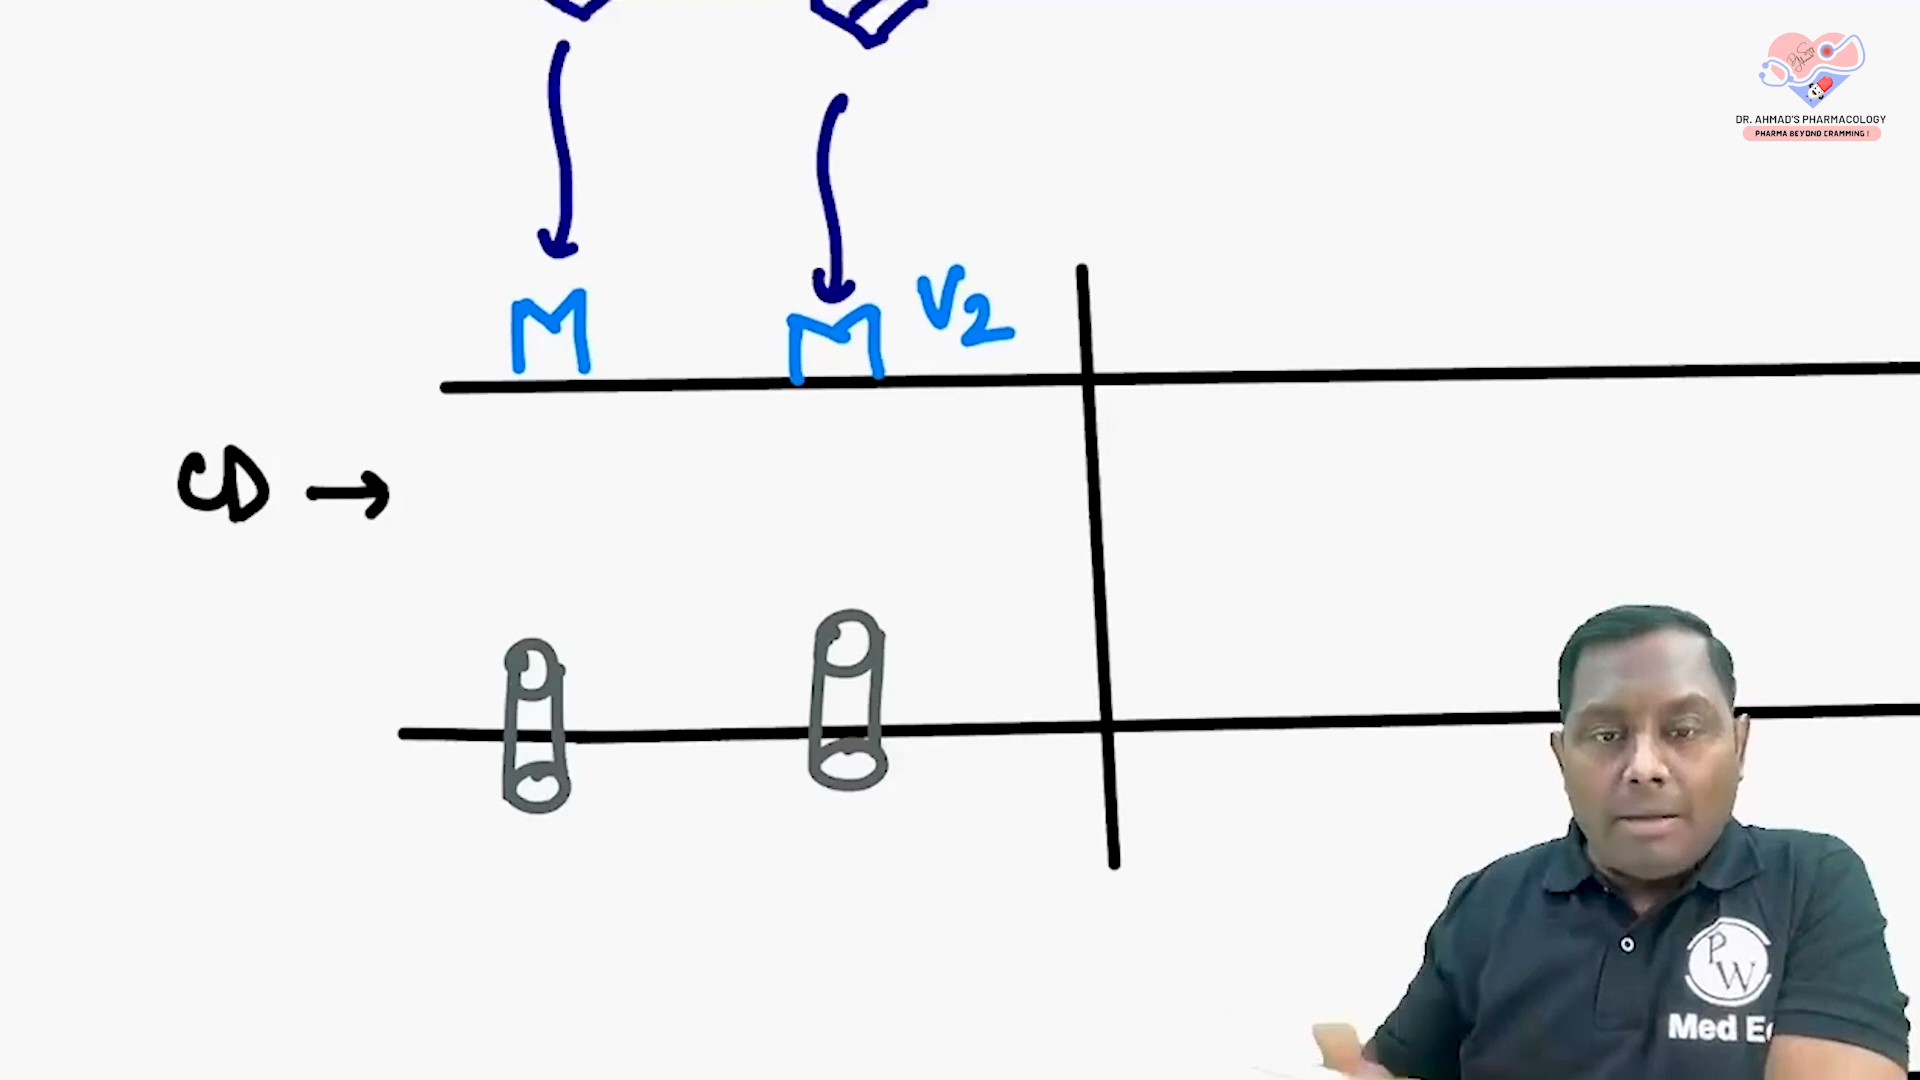 DR. AHMAD'S PHARMACOLOGY
PHARMA BEYOND CRAMMING !
M
M V2
CD →
PW
Med E